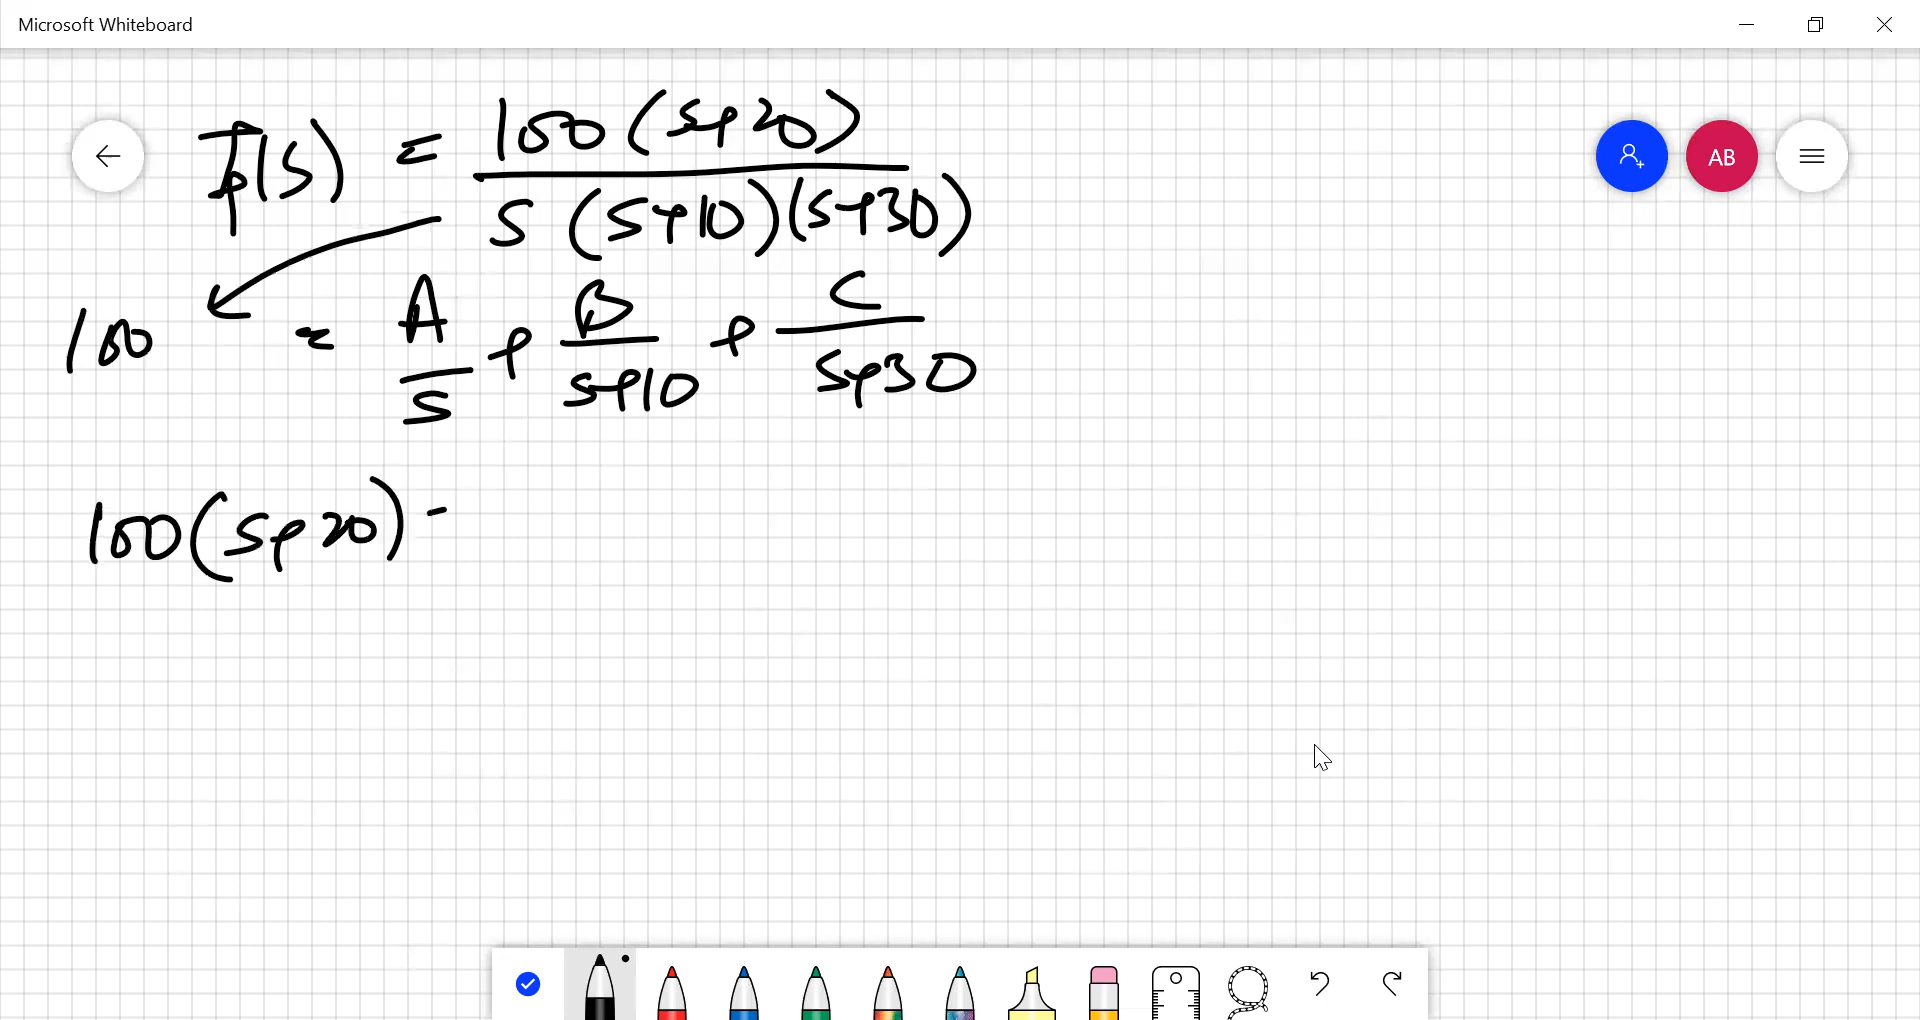 Microsoft Whiteboard
AB
F(S) = 100(S+20)
S(S+10)(S+30)
100 = A/S + B/S+10 + C/S+30
100(S+20) -